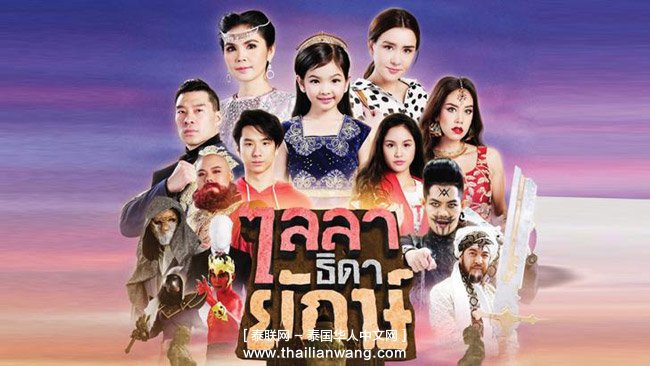 ไลลา
ธิดา
ยักษ์
[ 泰联网 – 泰国华人中文网 ]
www.thailianwang.com